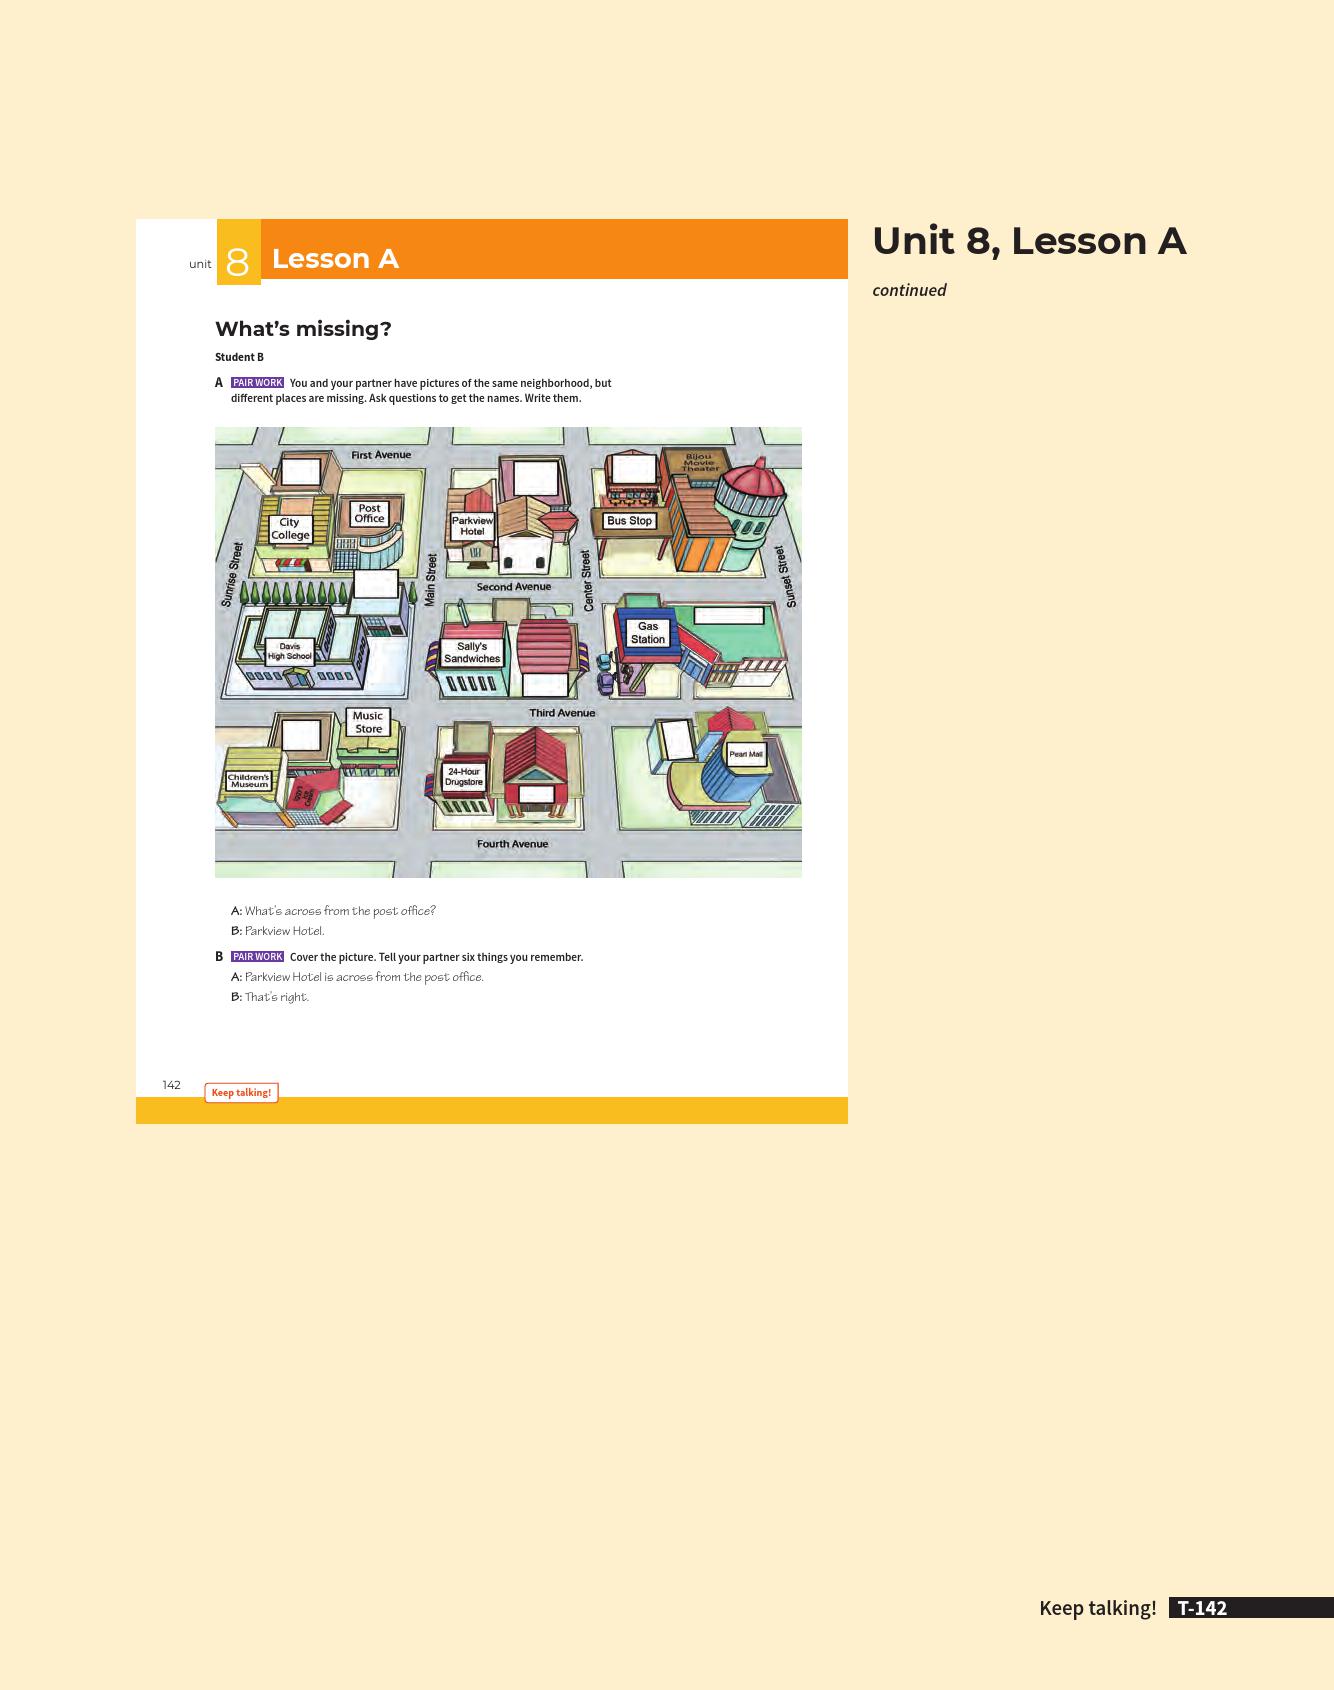 unit 8 Lesson A
Unit 8, Lesson A
continued
What's missing?
Student B
A PAIR WORK You and your partner have pictures of the same neighborhood, but
different places are missing. Ask questions to get the names. Write them.
First Avenue
Bijou
Movie
Theater
City
College
Post
Office
Parkview
Hotel
Bus Stop
Sunrise Street
Main Street
Center Street
Sunset Street
Second Avenue
Davis
High School
Sally's
Sandwiches
Gas
Station
Third Avenue
Music
Store
Children's
Museum
Ice
Cream
24-Hour
Drugstore
Pearl Mall
Fourth Avenue
A: What's across from the post office?
B: Parkview Hotel.
B PAIR WORK Cover the picture. Tell your partner six things you remember.
A: Parkview Hotel is across from the post office.
B: That's right.
142
Keep talking!
Keep talking! T-142